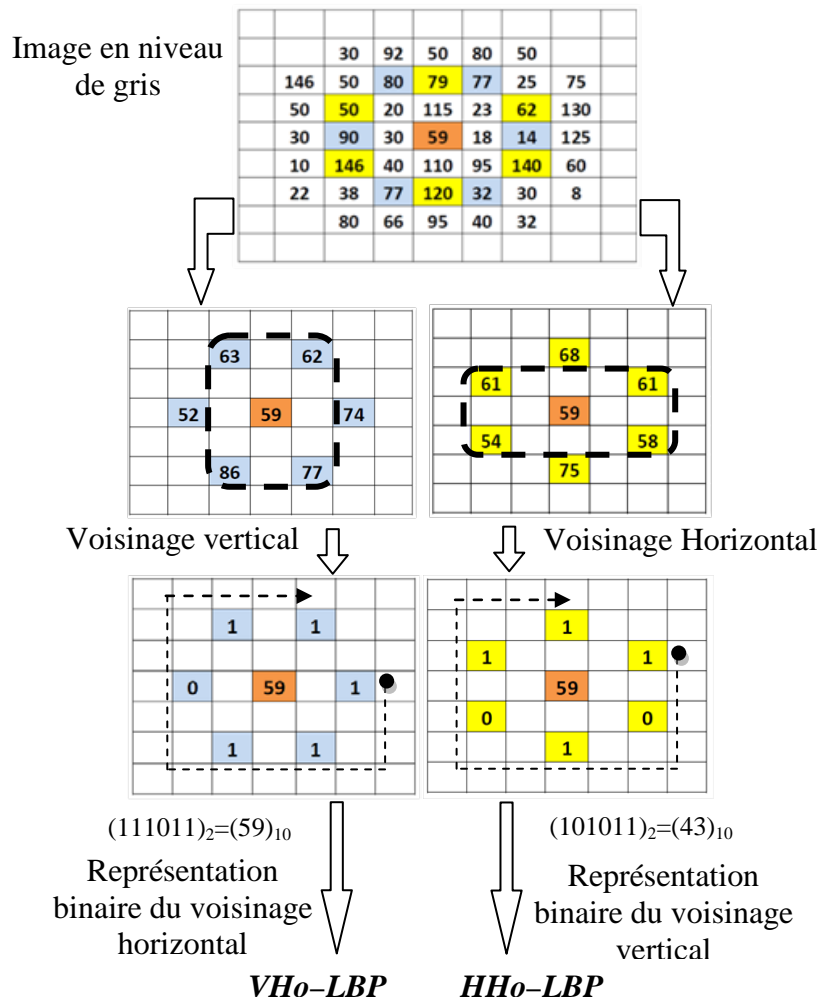 Image en niveau
de gris
30 92 50 80 50
146 50 80 79 77 25 75
50 50 20 115 23 62 130
30 90 30 59 18 14 125
10 146 40 110 95 140 60
22 38 77 120 32 30 8
80 66 95 40 32
63 62
52 59 74
86 77
68
61 61
59
54 58
75
Voisinage vertical
Voisinage Horizontal
1 1
0 59 1
1 1
1
1 1
59
0 0
1
(111011)₂=(59)₁₀
(101011)₂=(43)₁₀
Représentation
binaire du voisinage
horizontal
Représentation
binaire du voisinage
vertical
VHo–LBP
HHo–LBP